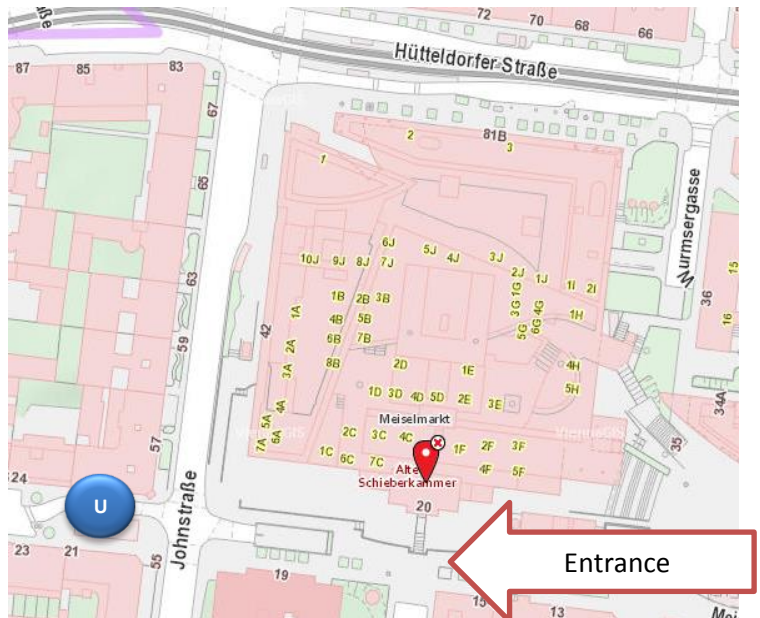 aße
72
70
68
66
Hütteldorfer Straße
87
85
83
67
2
81B
3
1
65
Murmsergasse
6J
5J
4J
3J
10J
9J
8J
7J
2J
1J
1I
2I
15
63
1A
1B
2B
3B
1G
3G
4G
1H
36
42
4B
5B
5G
6G
16
59
2A
6B
7B
3A
8B
2D
1E
4H
5H
34A
1D
3D
4D
5D
2E
3E
4A
Meiselmarkt
5A
6A
7A
57
2C
3C
4C
1F
2F
3F
35
1C
6C
7C
Alte
Schieberkammer
4F
5F
24
U
20
Johnstraße
Entrance
23
21
55
19
15
13
Mei